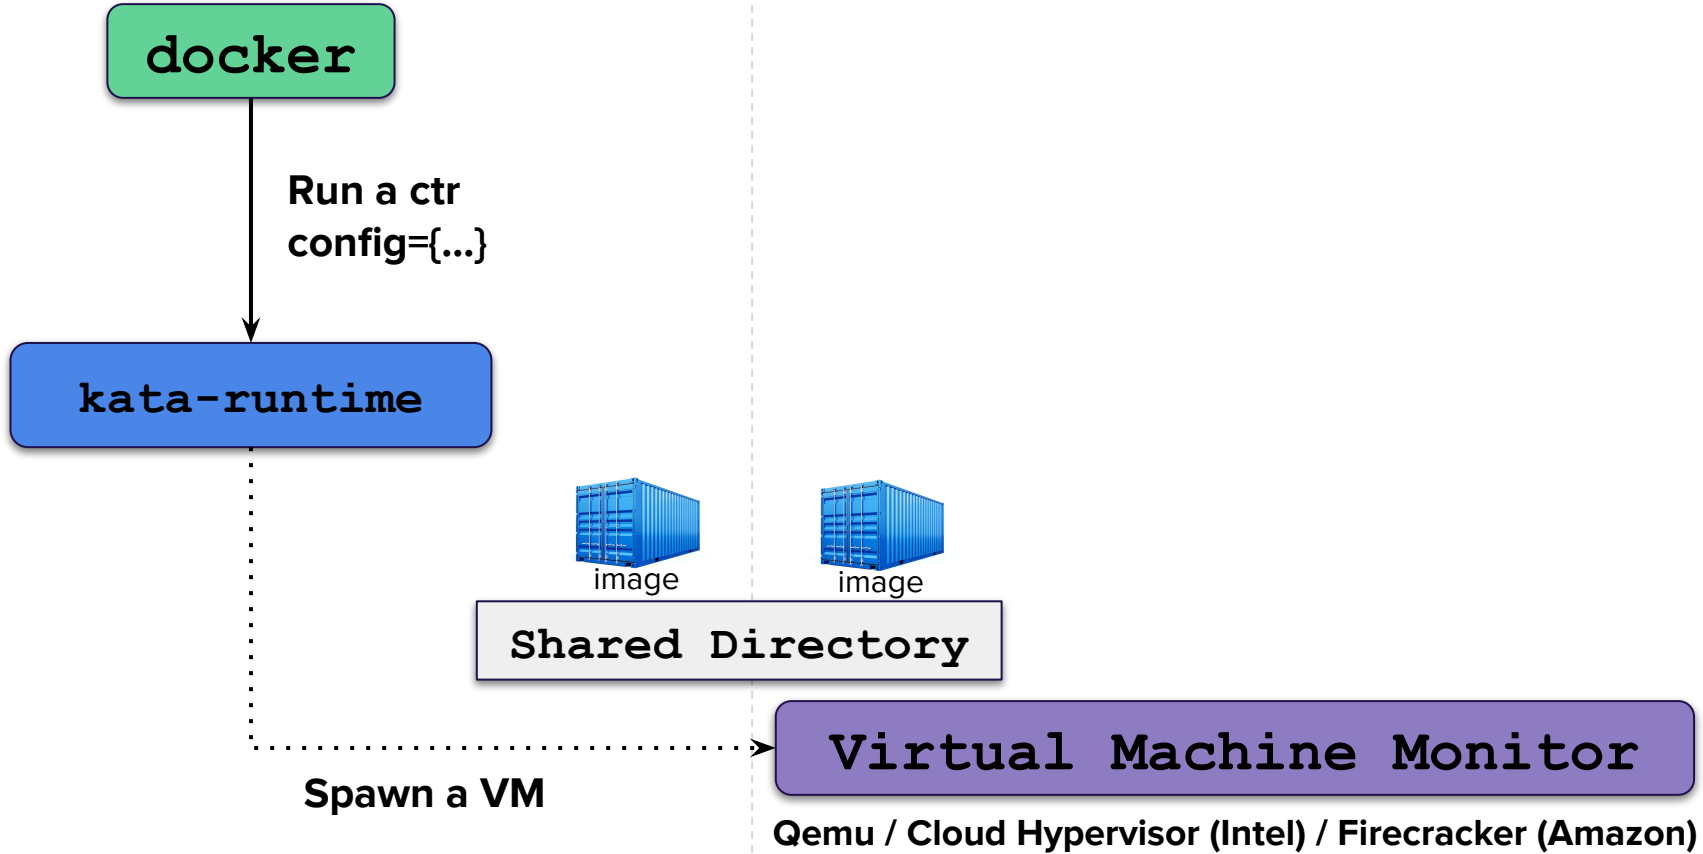 docker
Run a ctr
config={...}
kata-runtime
image
image
Shared Directory
Virtual Machine Monitor
Spawn a VM
Qemu / Cloud Hypervisor (Intel) / Firecracker (Amazon)